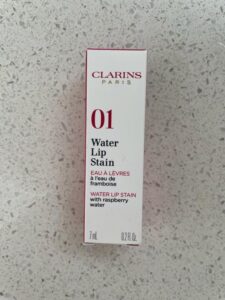 CLARINS
PARIS
01
Water
Lip
Stain
EAU À LÈVRES
à l'eau de
framboise
WATER LIP STAIN
with raspberry
water
7 mL 0.2 fl. Oz